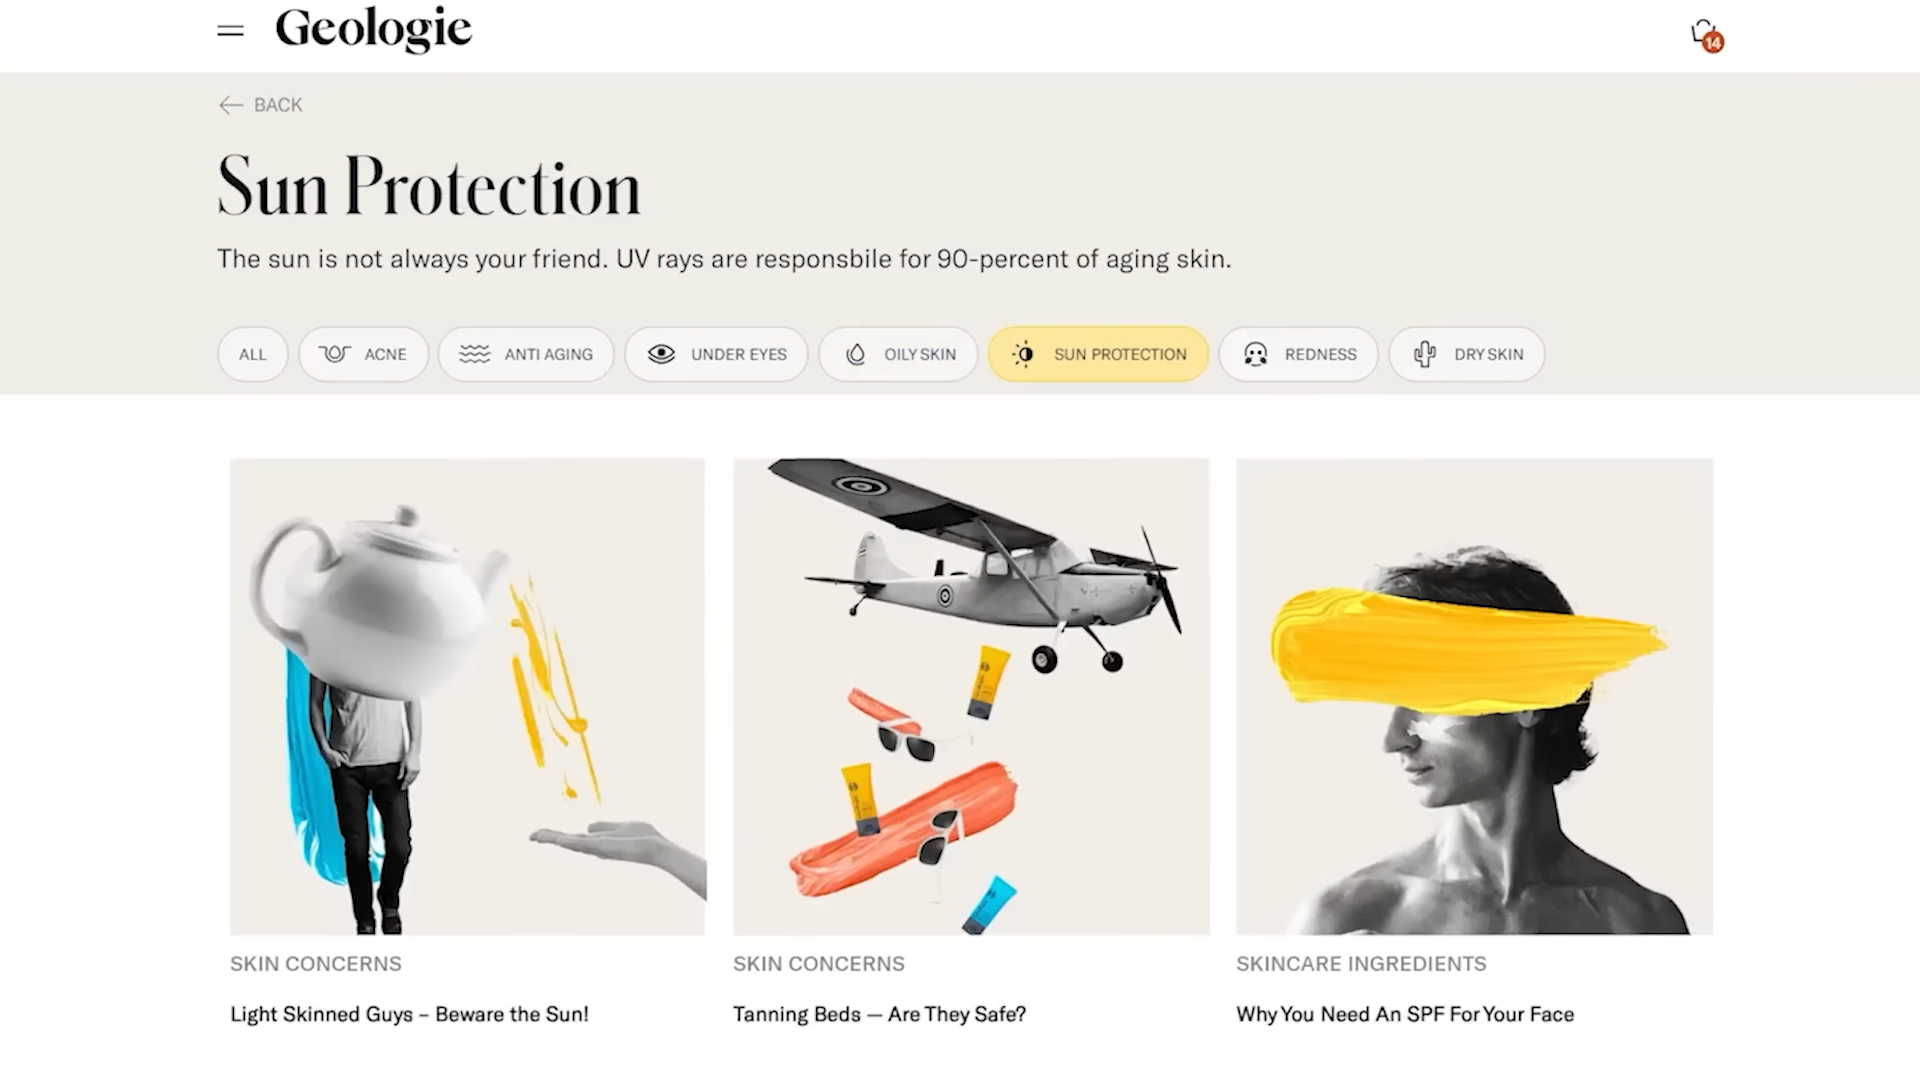 Geologie
14
BACK
Sun Protection
The sun is not always your friend. UV rays are responsbile for 90-percent of aging skin.
ALL
ACNE
ANTI AGING
UNDER EYES
OILY SKIN
SUN PROTECTION
REDNESS
DRY SKIN
SKIN CONCERNS
Light Skinned Guys – Beware the Sun!
SKIN CONCERNS
Tanning Beds — Are They Safe?
SKINCARE INGREDIENTS
Why You Need An SPF For Your Face